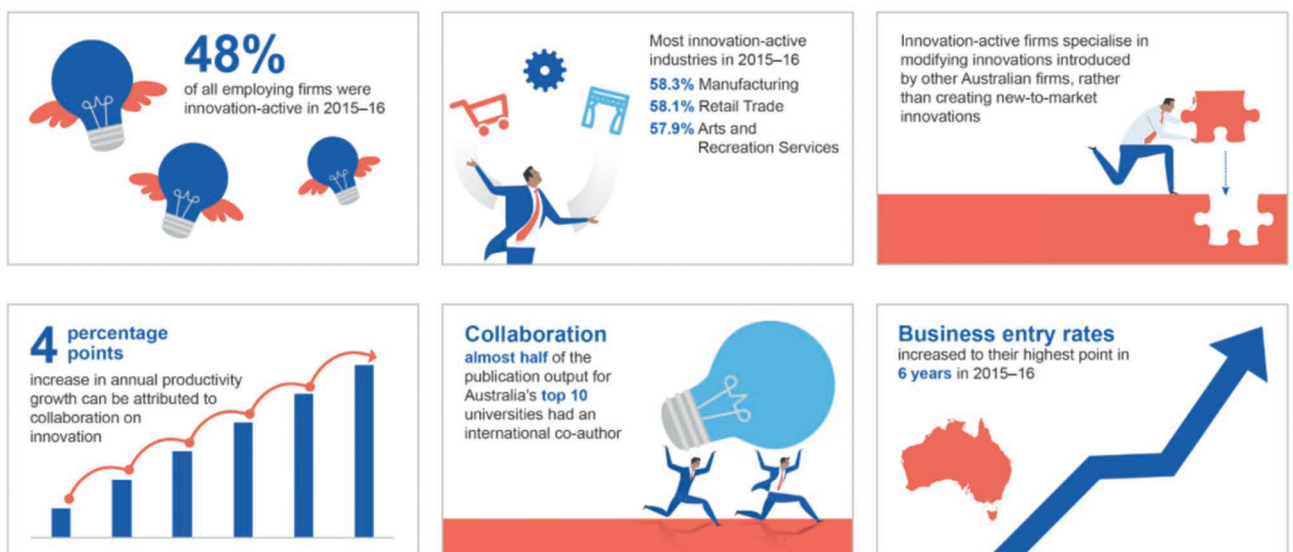 48%
of all employing firms were
innovation-active in 2015–16
Most innovation-active
industries in 2015–16
58.3% Manufacturing
58.1% Retail Trade
57.9% Arts and
Recreation Services
Innovation-active firms specialise in
modifying innovations introduced
by other Australian firms, rather
than creating new-to-market
innovations
4 percentage
points
increase in annual productivity
growth can be attributed to
collaboration on
innovation
Collaboration
almost half of the
publication output for
Australia's top 10
universities had an
international co-author
Business entry rates
increased to their highest point in
6 years in 2015–16